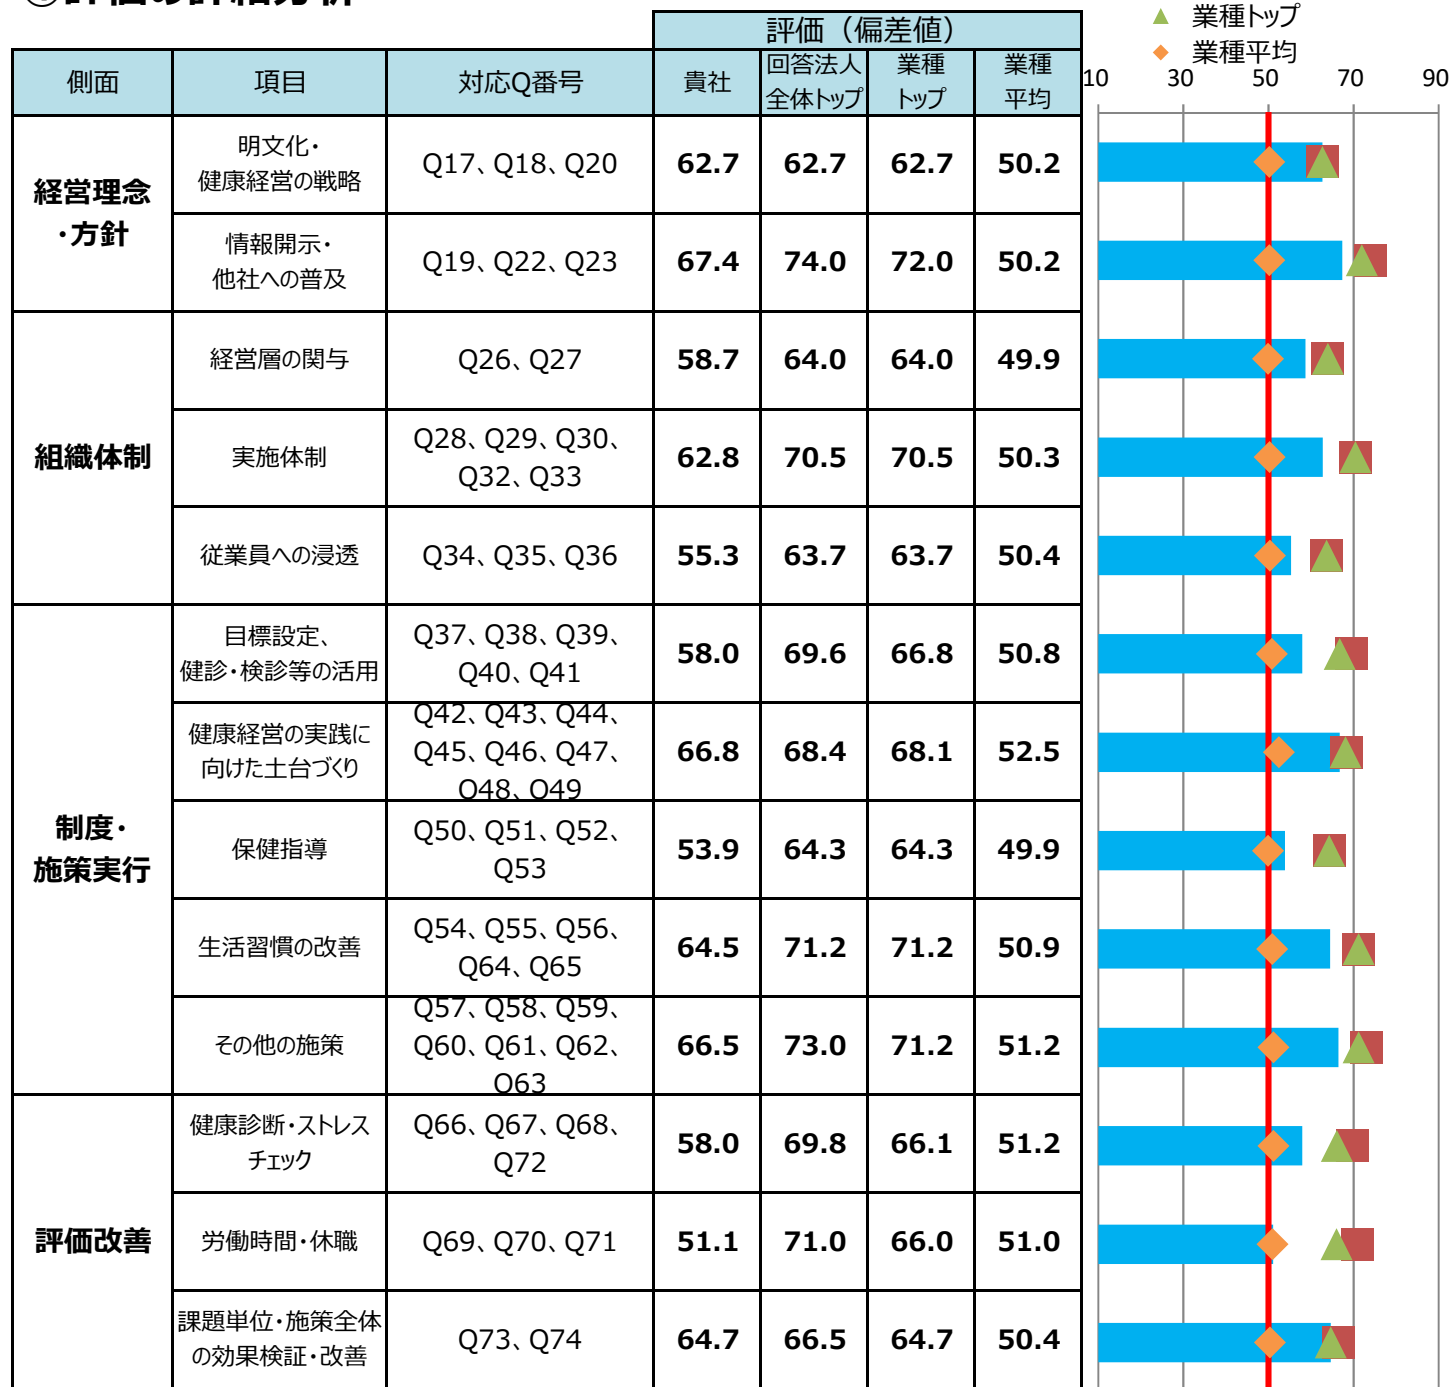 評価（偏差値）
▲ 業種トップ
◆ 業種平均
側面 項目 対応Q番号 貴社 回答法人 業種 業種
全体トップ トップ 平均
10 30 50 70 90
経営理念
・方針
明文化・
健康経営の戦略
Q17、Q18、Q20 62.7 62.7 62.7 50.2
情報開示・
他社への普及
Q19、Q22、Q23 67.4 74.0 72.0 50.2
組織体制
経営層の関与 Q26、Q27 58.7 64.0 64.0 49.9
実施体制
Q28、Q29、Q30、
Q32、Q33
62.8 70.5 70.5 50.3
従業員への浸透 Q34、Q35、Q36 55.3 63.7 63.7 50.4
制度・
施策実行
目標設定、
健診・検診等の活用
Q37、Q38、Q39、
Q40、Q41
58.0 69.6 66.8 50.8
健康経営の実践に
向けた土台づくり
Q42、Q43、Q44、
Q45、Q46、Q47、
Q48、Q49
66.8 68.4 68.1 52.5
保健指導
Q50、Q51、Q52、
Q53
53.9 64.3 64.3 49.9
生活習慣の改善
Q54、Q55、Q56、
Q64、Q65
64.5 71.2 71.2 50.9
その他の施策
Q57、Q58、Q59、
Q60、Q61、Q62、
Q63
66.5 73.0 71.2 51.2
評価改善
健康診断・ストレス
チェック
Q66、Q67、Q68、
Q72
58.0 69.8 66.1 51.2
労働時間・休職 Q69、Q70、Q71 51.1 71.0 66.0 51.0
課題単位・施策全体
の効果検証・改善
Q73、Q74 64.7 66.5 64.7 50.4